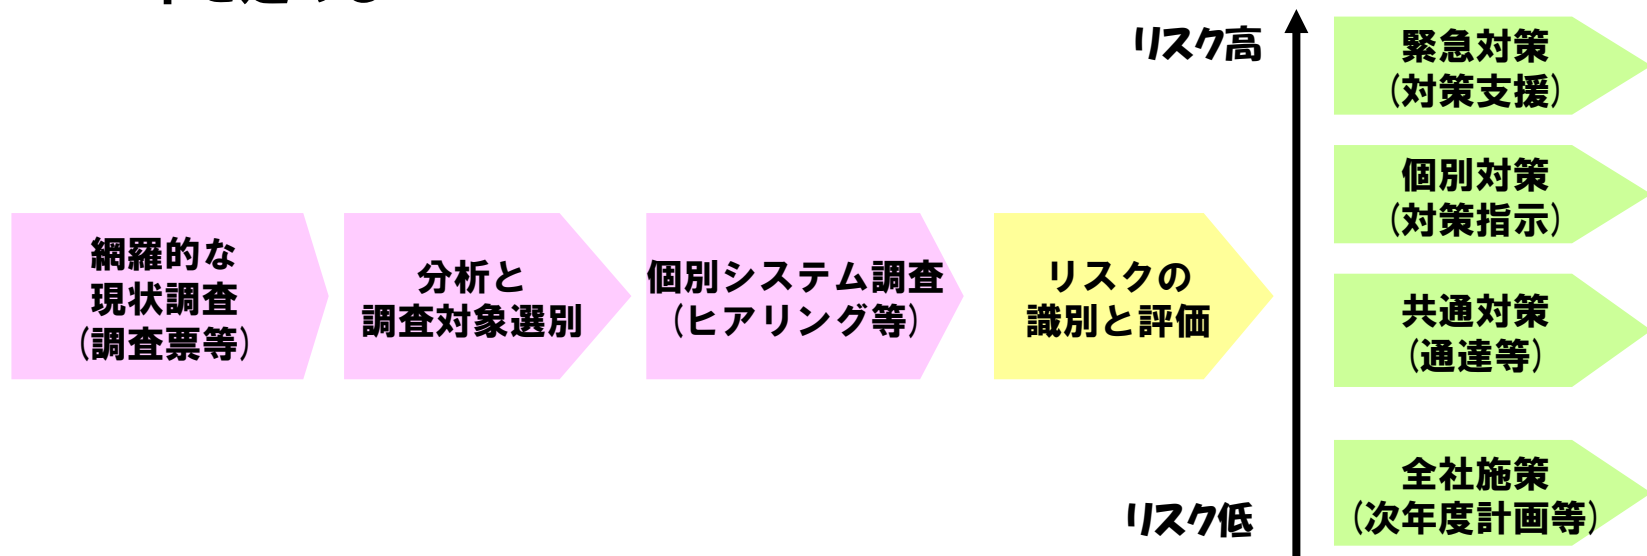 網羅的な
現状調査
(調査票等)
分析と
調査対象選別
個別システム調査
(ヒアリング等)
リスクの
識別と評価
リスク高
リスク低
緊急対策
(対策支援)
個別対策
(対策指示)
共通対策
(通達等)
全社施策
(次年度計画等)